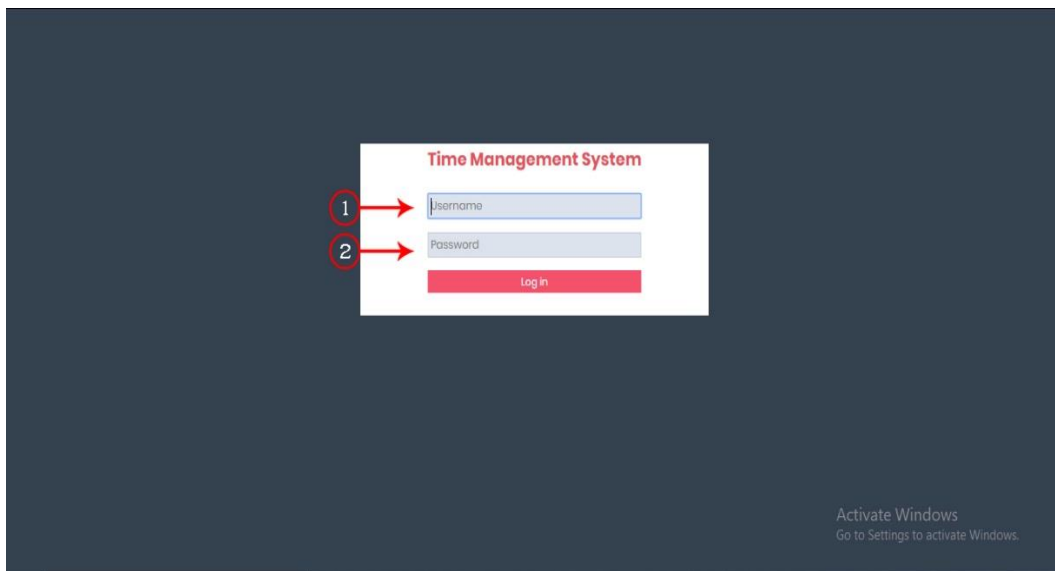 Time Management System
1
Username
2
Password
Log in
Activate Windows
Go to Settings to activate Windows.